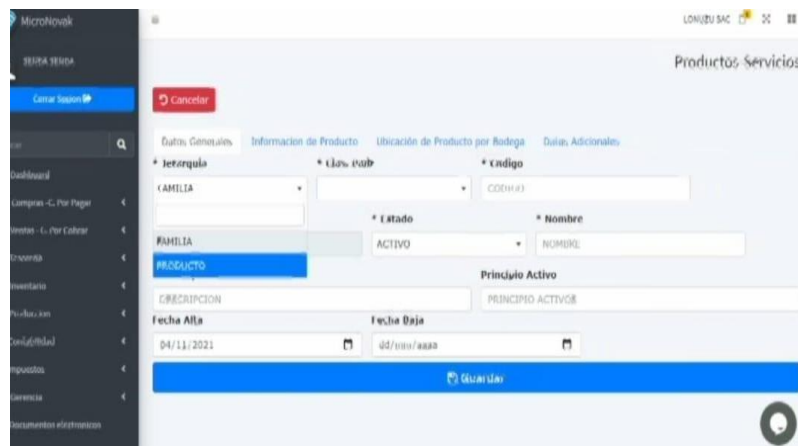 MicroNovak
Cerrar Session
Dashboard
Compras -C. Por Pagar
Ventas - C. Por Cobrar
Inventario
Produccion
Contabilidad
Impuestos
Gerencia
Documentos electronicos
Productos-Servicios
Cancelar
Datos Generales Informacion de Producto Ubicación de Producto por Bodega Datos Adicionales
* Jerarquia * Codigo
FAMILIA CODIGO
* Estado * Nombre
FAMILIA ACTIVO NOMBRE
PRODUCTO
Principio Activo
DESCRIPCION PRINCIPIO ACTIVOS
Fecha Alta Fecha Baja
04/11/2021 dd/mm/aaaa
Guardar